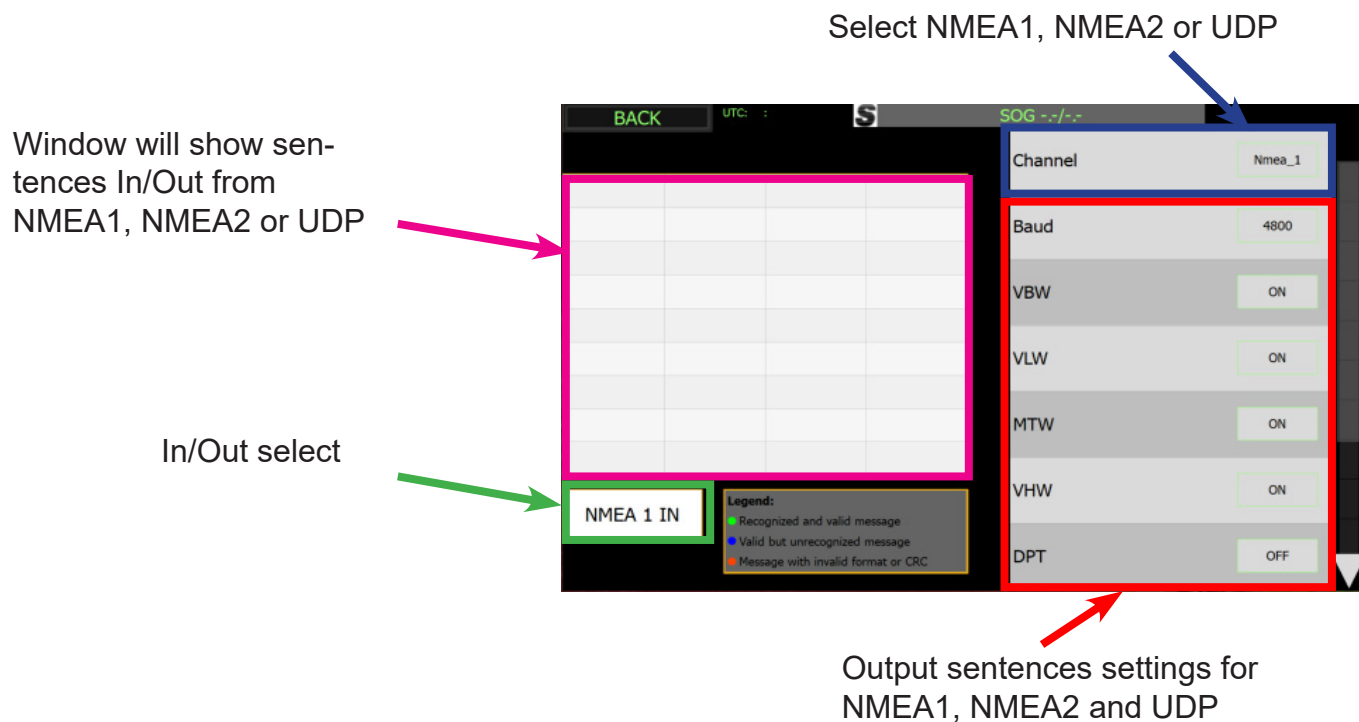 Select NMEA1, NMEA2 or UDP
Window will show sen-
tences In/Out from
NMEA1, NMEA2 or UDP
BACK
UTC: :
S
SOG -.-/-.-
Channel
Nmea_1
Baud
4800
VBW
ON
VLW
ON
MTW
ON
VHW
ON
DPT
OFF
In/Out select
NMEA 1 IN
Legend:
Recognized and valid message
Valid but unrecognized message
Message with invalid format or CRC
Output sentences settings for
NMEA1, NMEA2 and UDP